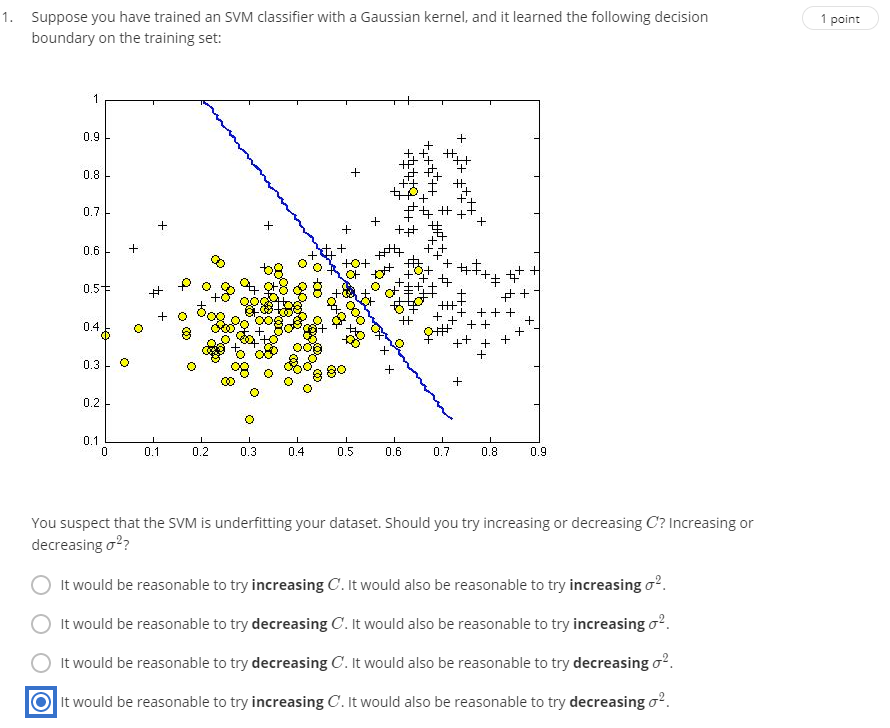 1. Suppose you have trained an SVM classifier with a Gaussian kernel, and it learned the following decision
boundary on the training set:
1 point
1
0.9
0.8
0.7
0.6
0.5
0.4
0.3
0.2
0.1
0 0.1 0.2 0.3 0.4 0.5 0.6 0.7 0.8 0.9
You suspect that the SVM is underfitting your dataset. Should you try increasing or decreasing C? Increasing or
decreasing σ²?
It would be reasonable to try increasing C. It would also be reasonable to try increasing σ².
It would be reasonable to try decreasing C. It would also be reasonable to try increasing σ².
It would be reasonable to try decreasing C. It would also be reasonable to try decreasing σ².
It would be reasonable to try increasing C. It would also be reasonable to try decreasing σ².